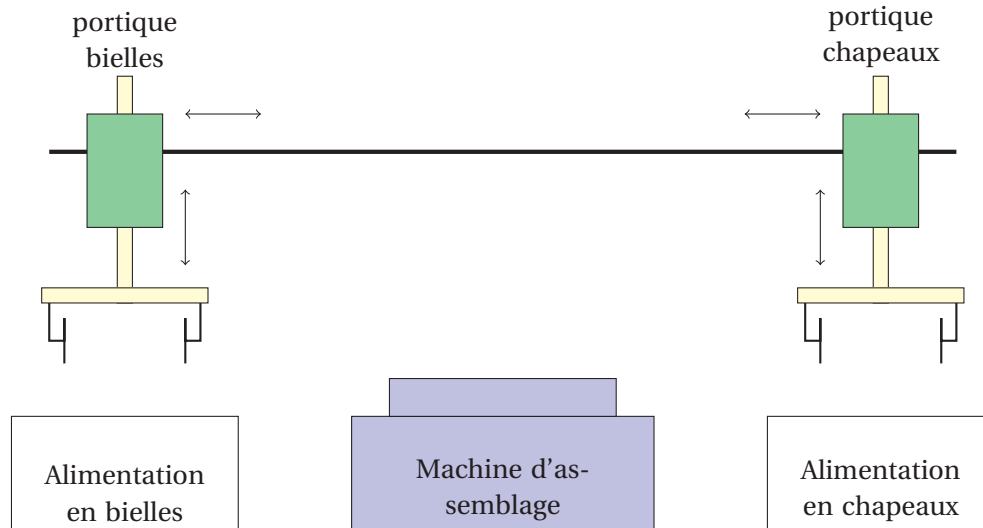 portique
bielles
portique
chapeaux
Alimentation
en bielles
Machine d'as-
semblage
Alimentation
en chapeaux